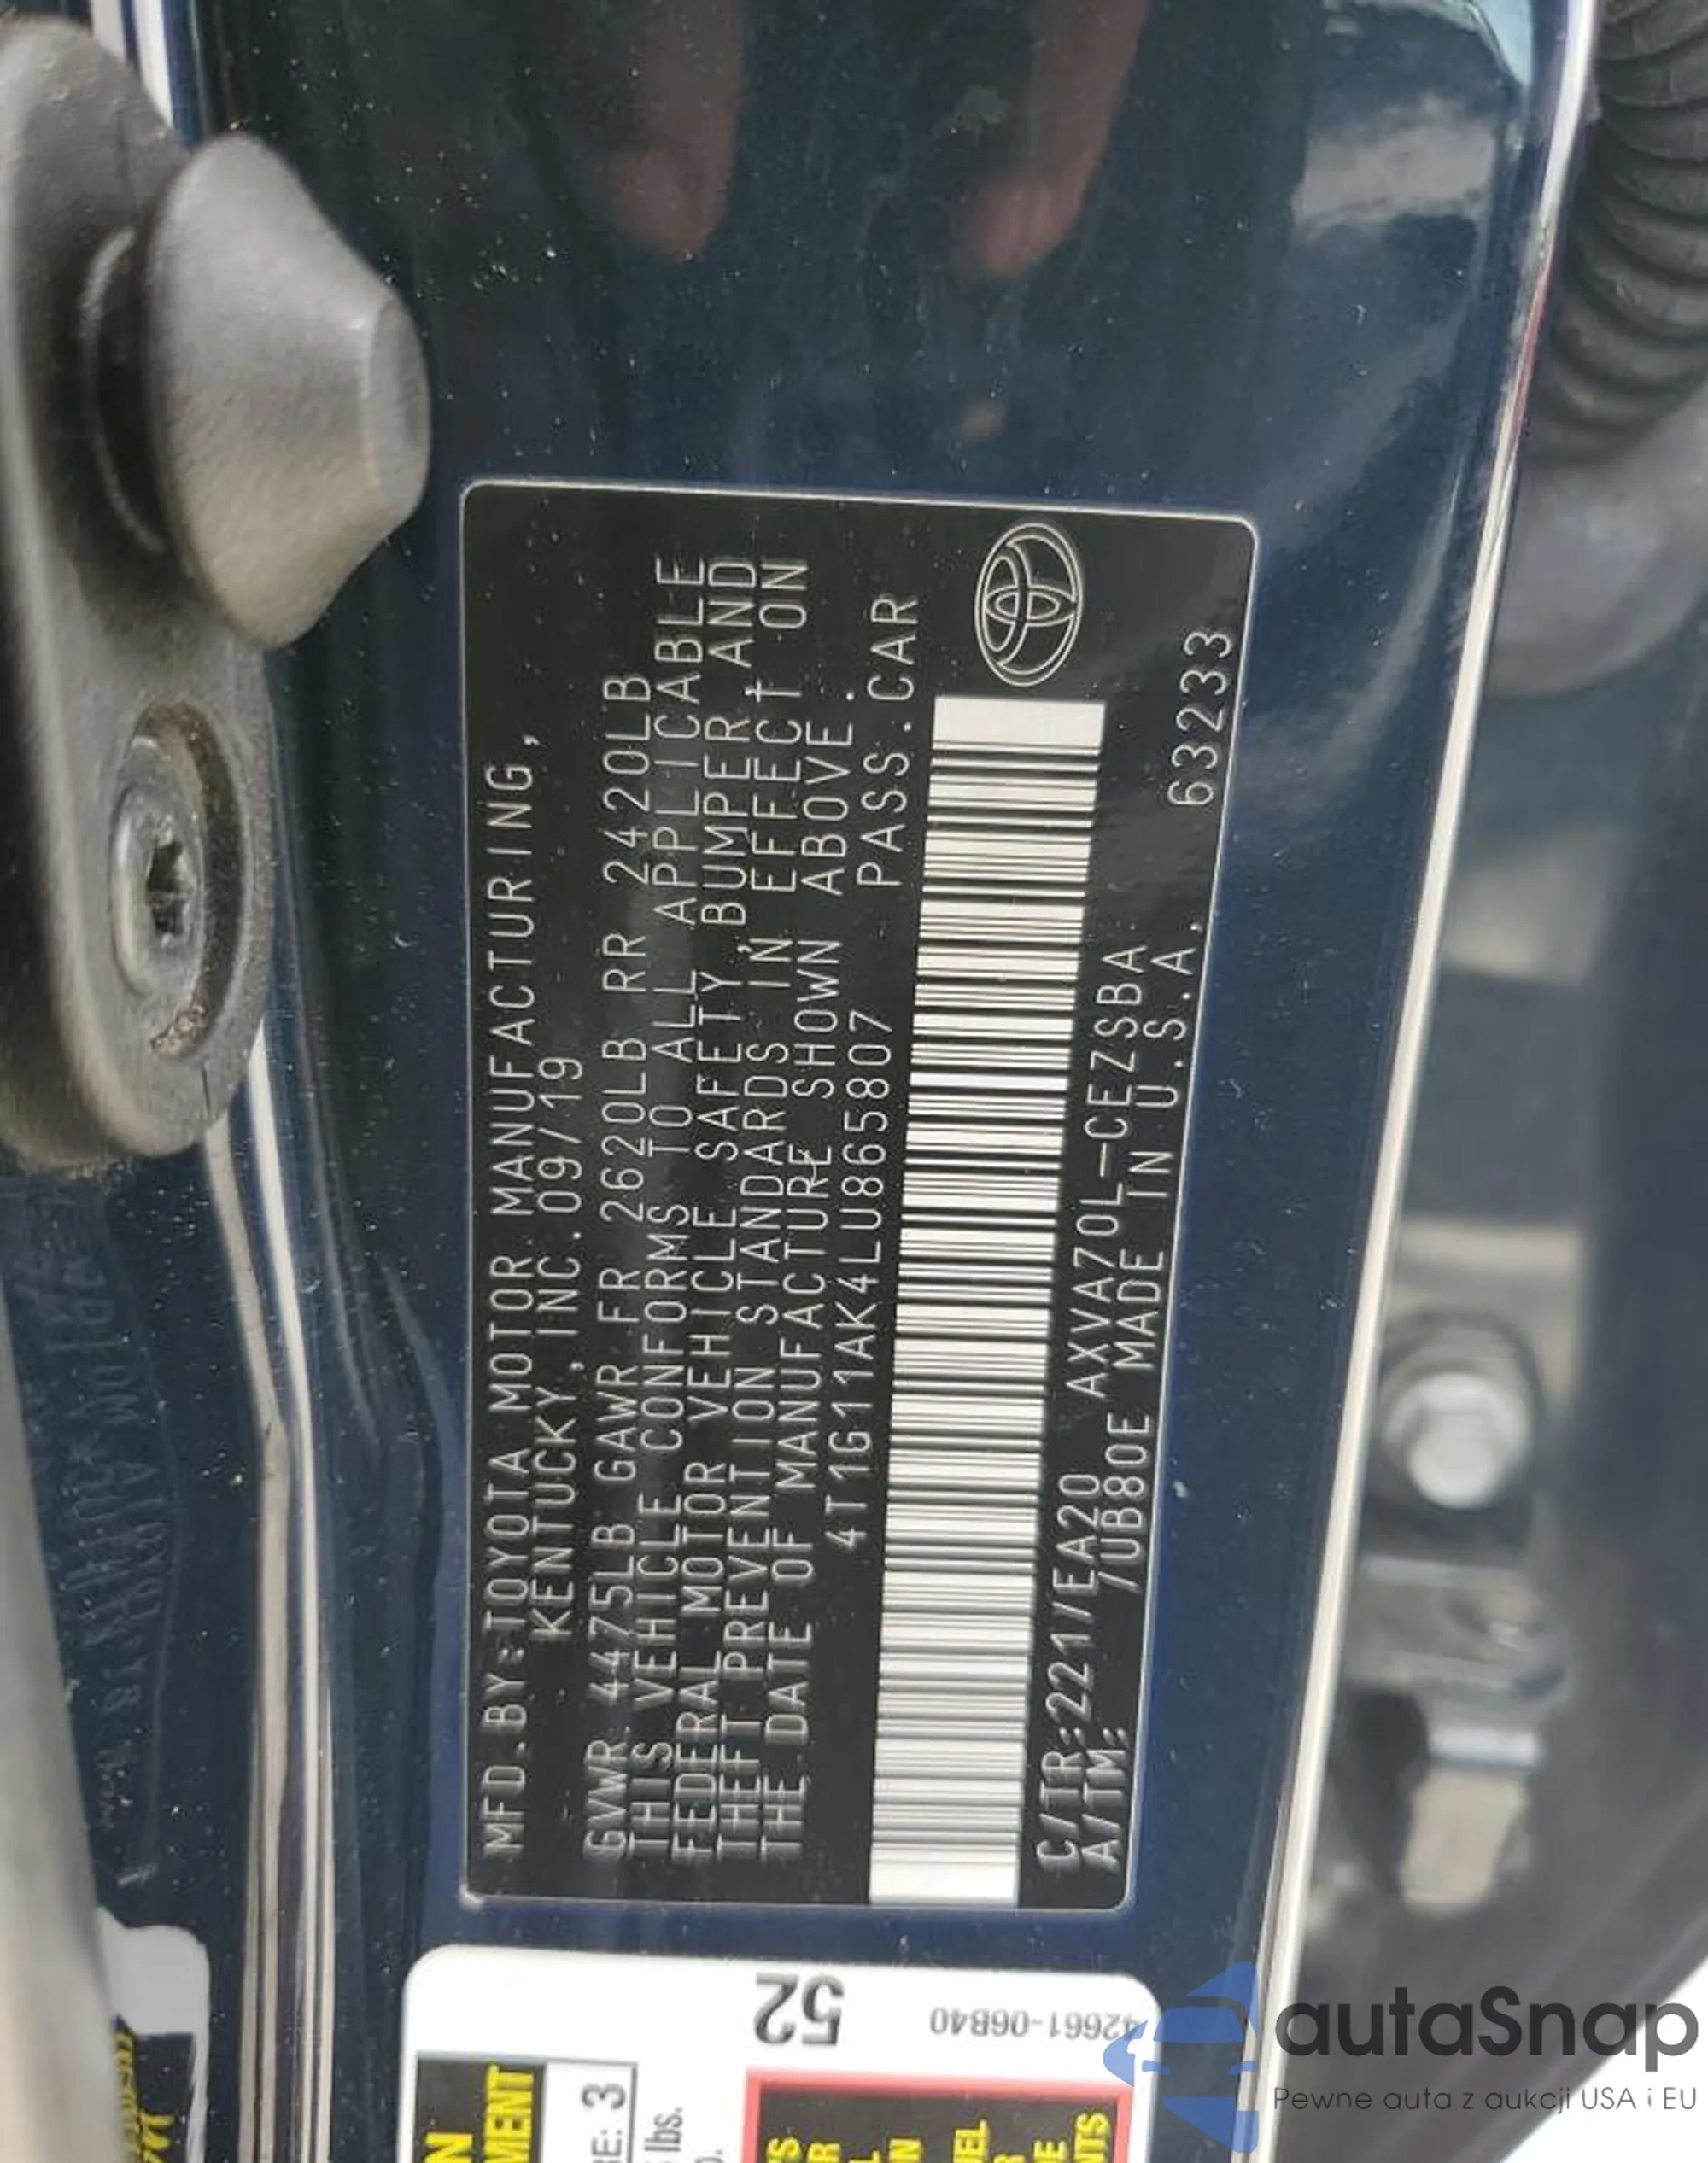 MFD.BY:TOYOTA MOTOR MANUFACTURING,
KENTUCKY,INC.09/19
GVWR 4475LB GAWR FR 2620LB RR 2420LB
THIS VEHICLE CONFORMS TO ALL APPLICABLE
FEDERAL MOTOR VEHICLE SAFETY,BUMPER AND
THEFT PREVENTION STANDARDS IN EFFECT ON
THE DATE OF MANUFACTURE SHOWN ABOVE.
4T1G11AK4LU865807 PASS.CAR
C/TR:221/EA20 AXVA70L-CEZSBA
A/TM: /UB80E MADE IN U.S.A. 63233
52
42661-06B40
MENT
3
lbs.
autaSnap
Pewne auta z aukcji USA i EU